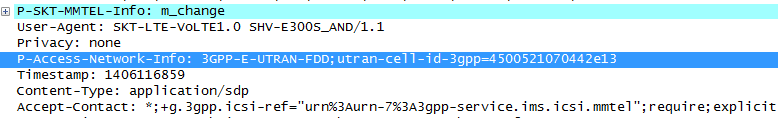 P-SKT-MMTEL-Info: m_change
User-Agent: SKT-LTE-VoLTE1.0 SHV-E300S_AND/1.1
Privacy: none
P-Access-Network-Info: 3GPP-E-UTRAN-FDD;utran-cell-id-3gpp=4500521070442e13
Timestamp: 1406116859
Content-Type: application/sdp
Accept-Contact: *;+g.3gpp.icsi-ref="urn%3Aurn-7%3A3gpp-service.ims.icsi.mmtel";require;explicit